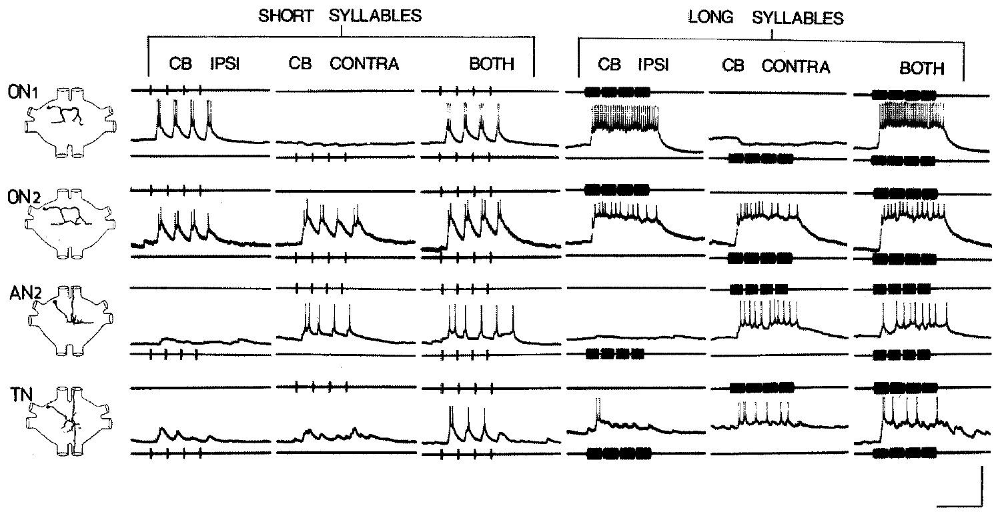 SHORT SYLLABLES LONG SYLLABLES
CB IPSI CB CONTRA BOTH CB IPSI CB CONTRA BOTH
ON1
ON2
AN2
TN